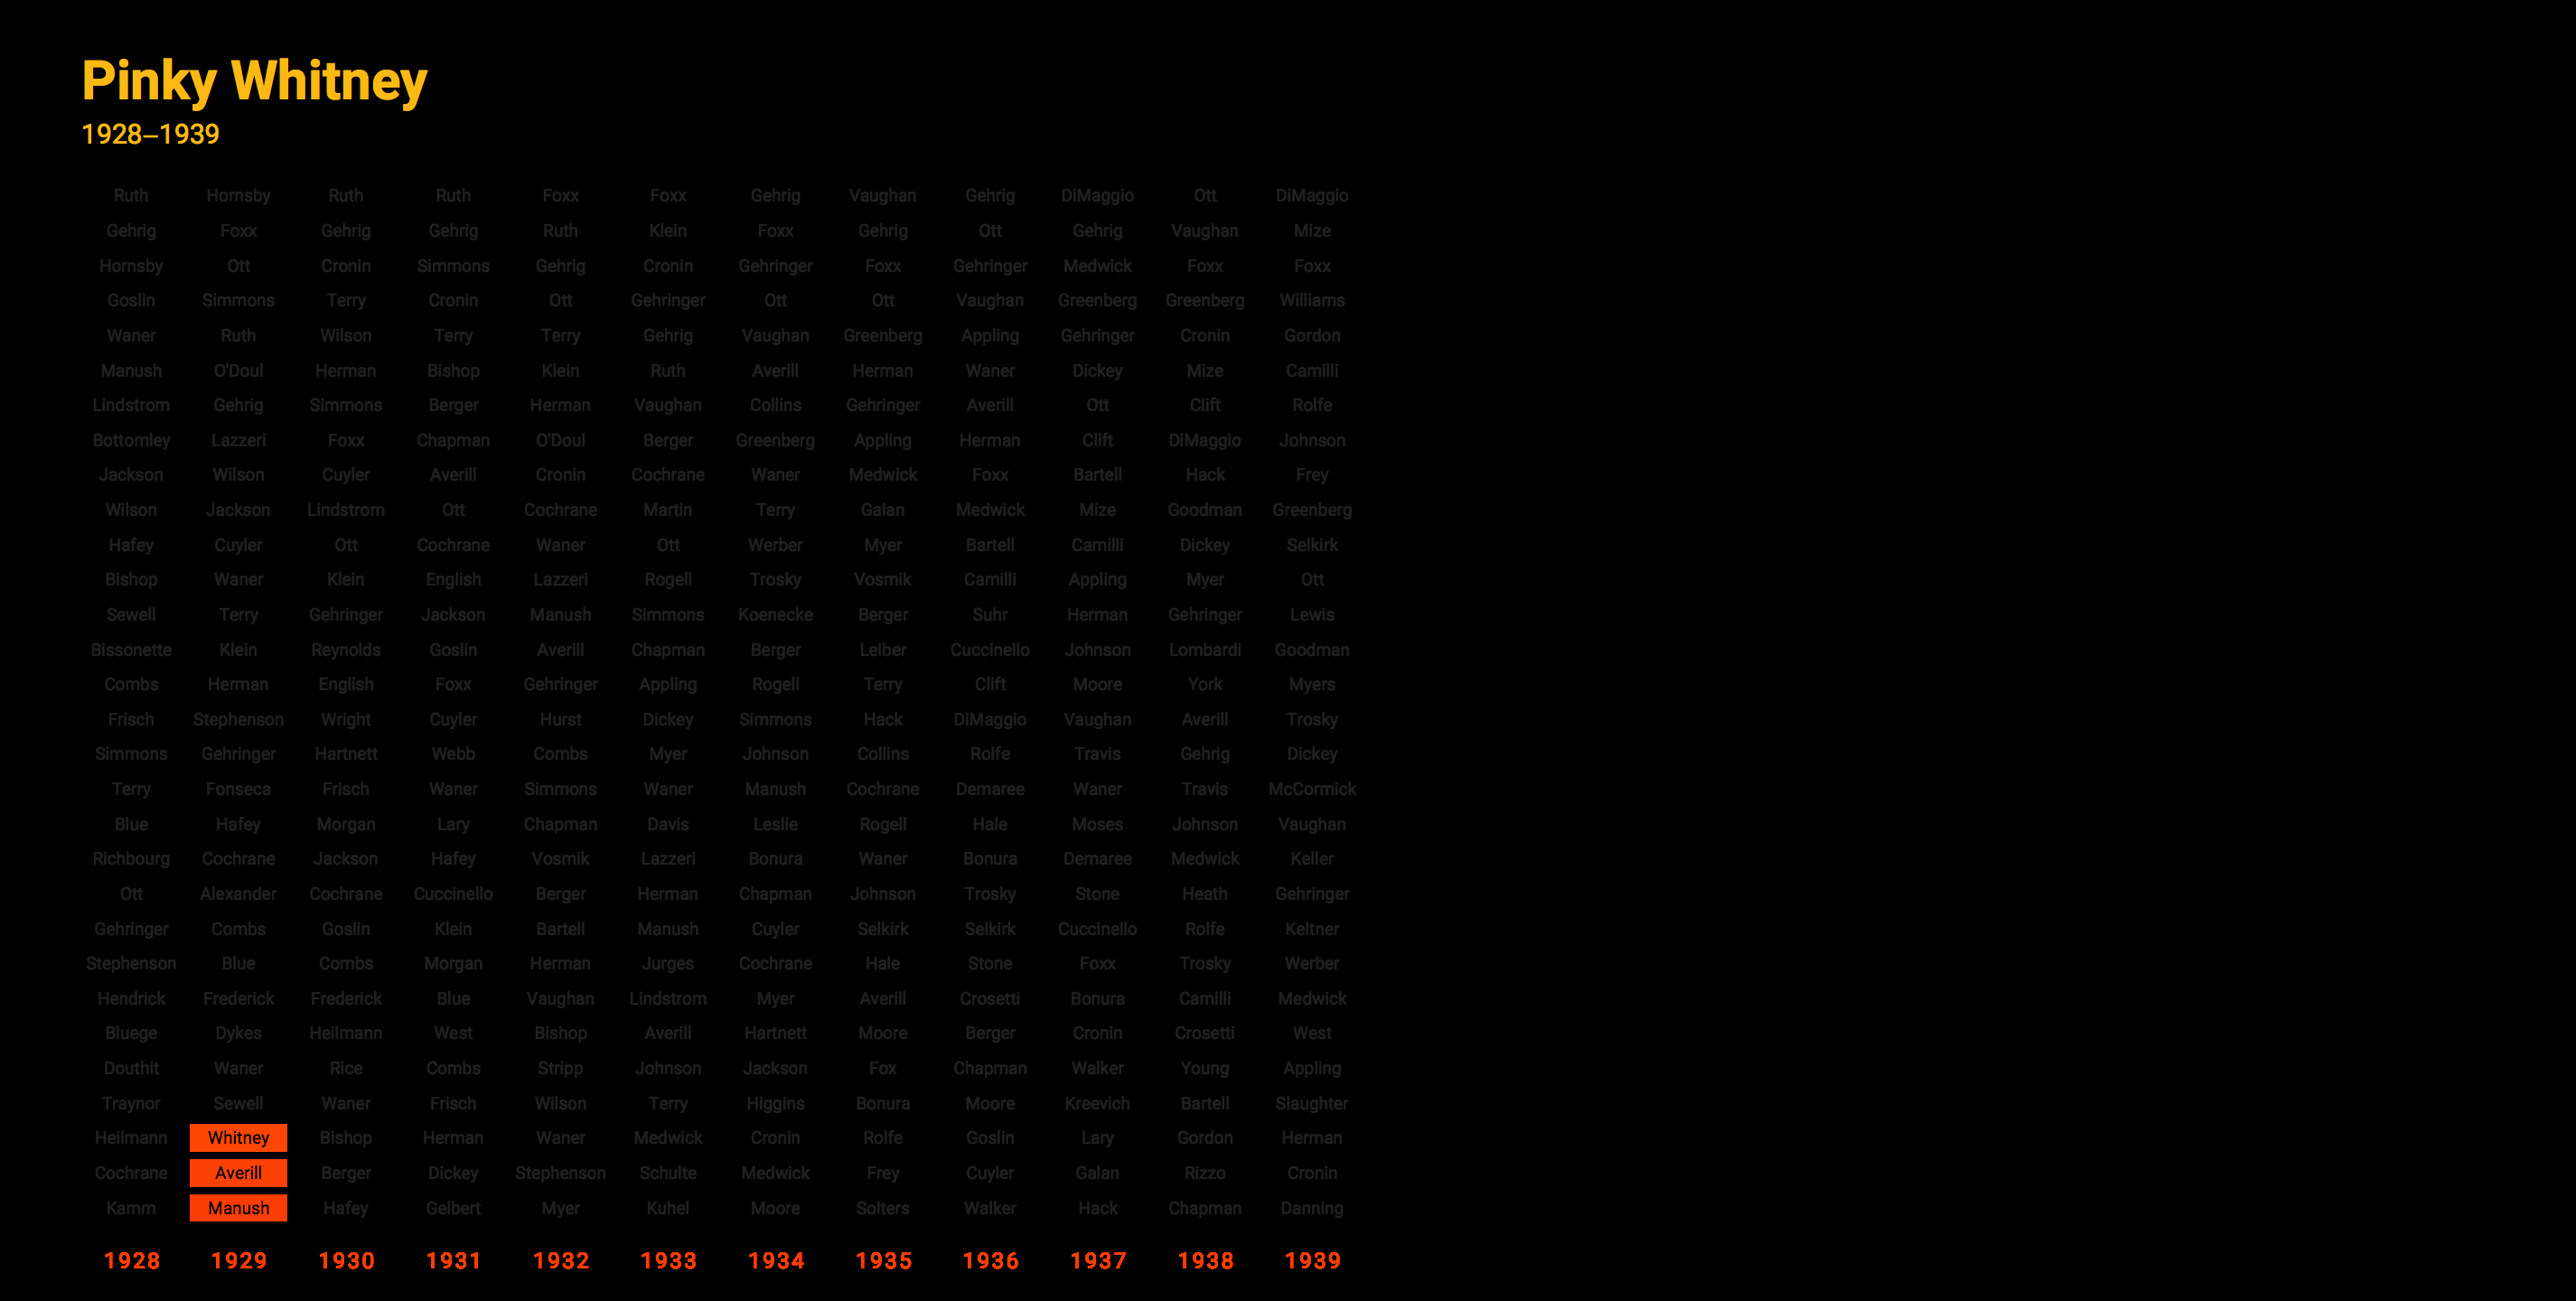 Pinky Whitney
1928–1939
Ruth Hornsby Ruth Ruth Foxx Foxx Gehrig Vaughan Gehrig DiMaggio Ott DiMaggio
Gehrig Foxx Gehrig Gehrig Ruth Klein Foxx Gehrig Ott Gehrig Vaughan Mize
Hornsby Ott Cronin Simmons Gehrig Cronin Gehringer Foxx Gehringer Medwick Foxx Foxx
Goslin Simmons Terry Cronin Ott Gehringer Ott Ott Vaughan Greenberg Greenberg Williams
Waner Ruth Wilson Terry Terry Gehrig Vaughan Greenberg Appling Gehringer Cronin Gordon
Manush O'Doul Herman Bishop Klein Ruth Averill Herman Waner Dickey Mize Camilli
Lindstrom Gehrig Simmons Berger Herman Vaughan Collins Gehringer Averill Ott Clift Rolfe
Bottomley Lazzeri Foxx Chapman O'Doul Berger Greenberg Appling Herman Clift DiMaggio Johnson
Jackson Wilson Cuyler Averill Cronin Cochrane Waner Medwick Foxx Bartell Hack Frey
Wilson Jackson Lindstrom Ott Cochrane Martin Terry Galan Medwick Mize Goodman Greenberg
Hafey Cuyler Ott Cochrane Waner Ott Werber Myer Bartell Camilli Dickey Selkirk
Bishop Waner Klein English Lazzeri Rogell Trosky Vosmik Camilli Appling Myer Ott
Sewell Terry Gehringer Jackson Manush Simmons Koenecke Berger Suhr Herman Gehringer Lewis
Bissonette Klein Reynolds Goslin Averill Chapman Berger Leiber Cuccinello Johnson Lombardi Goodman
Combs Herman English Foxx Gehringer Appling Rogell Terry Clift Moore York Myers
Frisch Stephenson Wright Cuyler Hurst Dickey Simmons Hack DiMaggio Vaughan Averill Trosky
Simmons Gehringer Hartnett Webb Combs Myer Johnson Collins Rolfe Travis Gehrig Dickey
Terry Fonseca Frisch Waner Simmons Waner Manush Cochrane Demaree Waner Travis McCormick
Blue Hafey Morgan Lary Chapman Davis Leslie Rogell Hale Moses Johnson Vaughan
Richbourg Cochrane Jackson Hafey Vosmik Lazzeri Bonura Waner Bonura Demaree Medwick Keller
Ott Alexander Cochrane Cuccinello Berger Herman Chapman Johnson Trosky Stone Heath Gehringer
Gehringer Combs Goslin Klein Bartell Manush Cuyler Selkirk Selkirk Cuccinello Rolfe Keltner
Stephenson Blue Combs Morgan Herman Jurges Cochrane Hale Stone Foxx Trosky Werber
Hendrick Frederick Frederick Blue Vaughan Lindstrom Myer Averill Crosetti Bonura Camilli Medwick
Bluege Dykes Heilmann West Bishop Averill Hartnett Moore Berger Cronin Crosetti West
Douthit Waner Rice Combs Stripp Johnson Jackson Fox Chapman Walker Young Appling
Traynor Sewell Waner Frisch Wilson Terry Higgins Bonura Moore Kreevich Bartell Slaughter
Heilmann Whitney Bishop Herman Waner Medwick Cronin Rolfe Goslin Lary Gordon Herman
Cochrane Averill Berger Dickey Stephenson Schulte Medwick Frey Cuyler Galan Rizzo Cronin
Kamm Manush Hafey Gelbert Myer Kuhel Moore Solters Walker Hack Chapman Danning
1928 1929 1930 1931 1932 1933 1934 1935 1936 1937 1938 1939